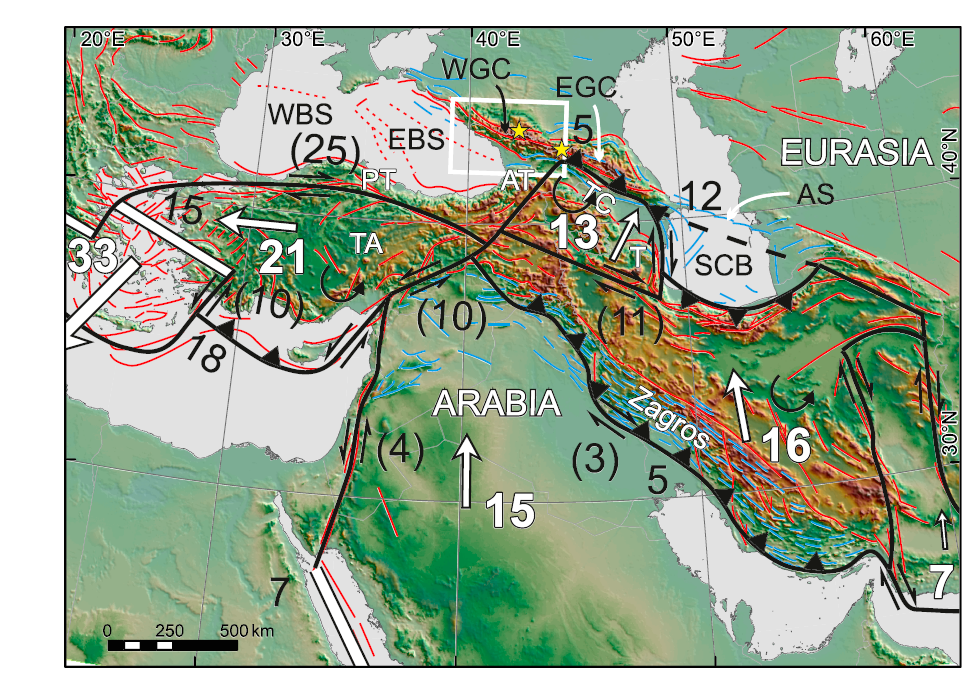 20°E
30°E
40°E
50°E
60°E
WGC
EGC
WBS
(25)
EBS
5
EURASIA
40°N
PT
AT
TC
12
AS
15
21
TA
13
T
SCB
33
(10)
(10)
(11)
18
ARABIA
Zagros
16
30°N
(4)
(3)
5
15
7
7
0 250 500 km